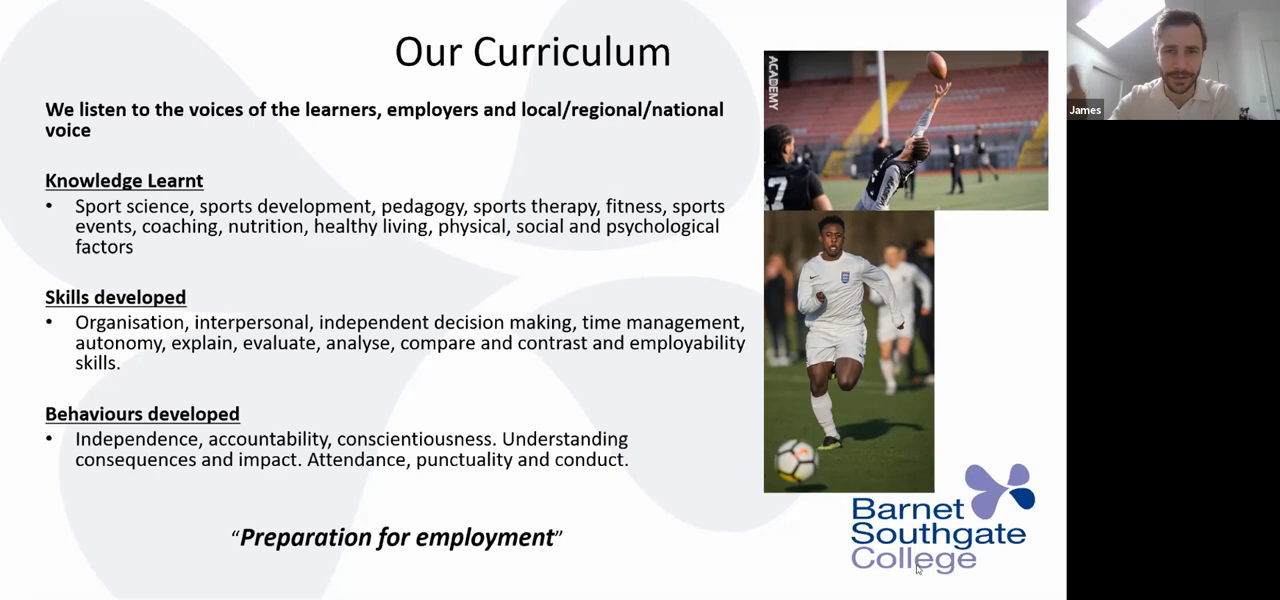 Our Curriculum
We listen to the voices of the learners, employers and local/regional/national
voice
Knowledge Learnt
• Sport science, sports development, pedagogy, sports therapy, fitness, sports
events, coaching, nutrition, healthy living, physical, social and psychological
factors
Skills developed
• Organisation, interpersonal, independent decision making, time management,
autonomy, explain, evaluate, analyse, compare and contrast and employability
skills.
Behaviours developed
• Independence, accountability, conscientiousness. Understanding
consequences and impact. Attendance, punctuality and conduct.
“Preparation for employment”
ACADEMY
7
Barnet
Southgate
College
James